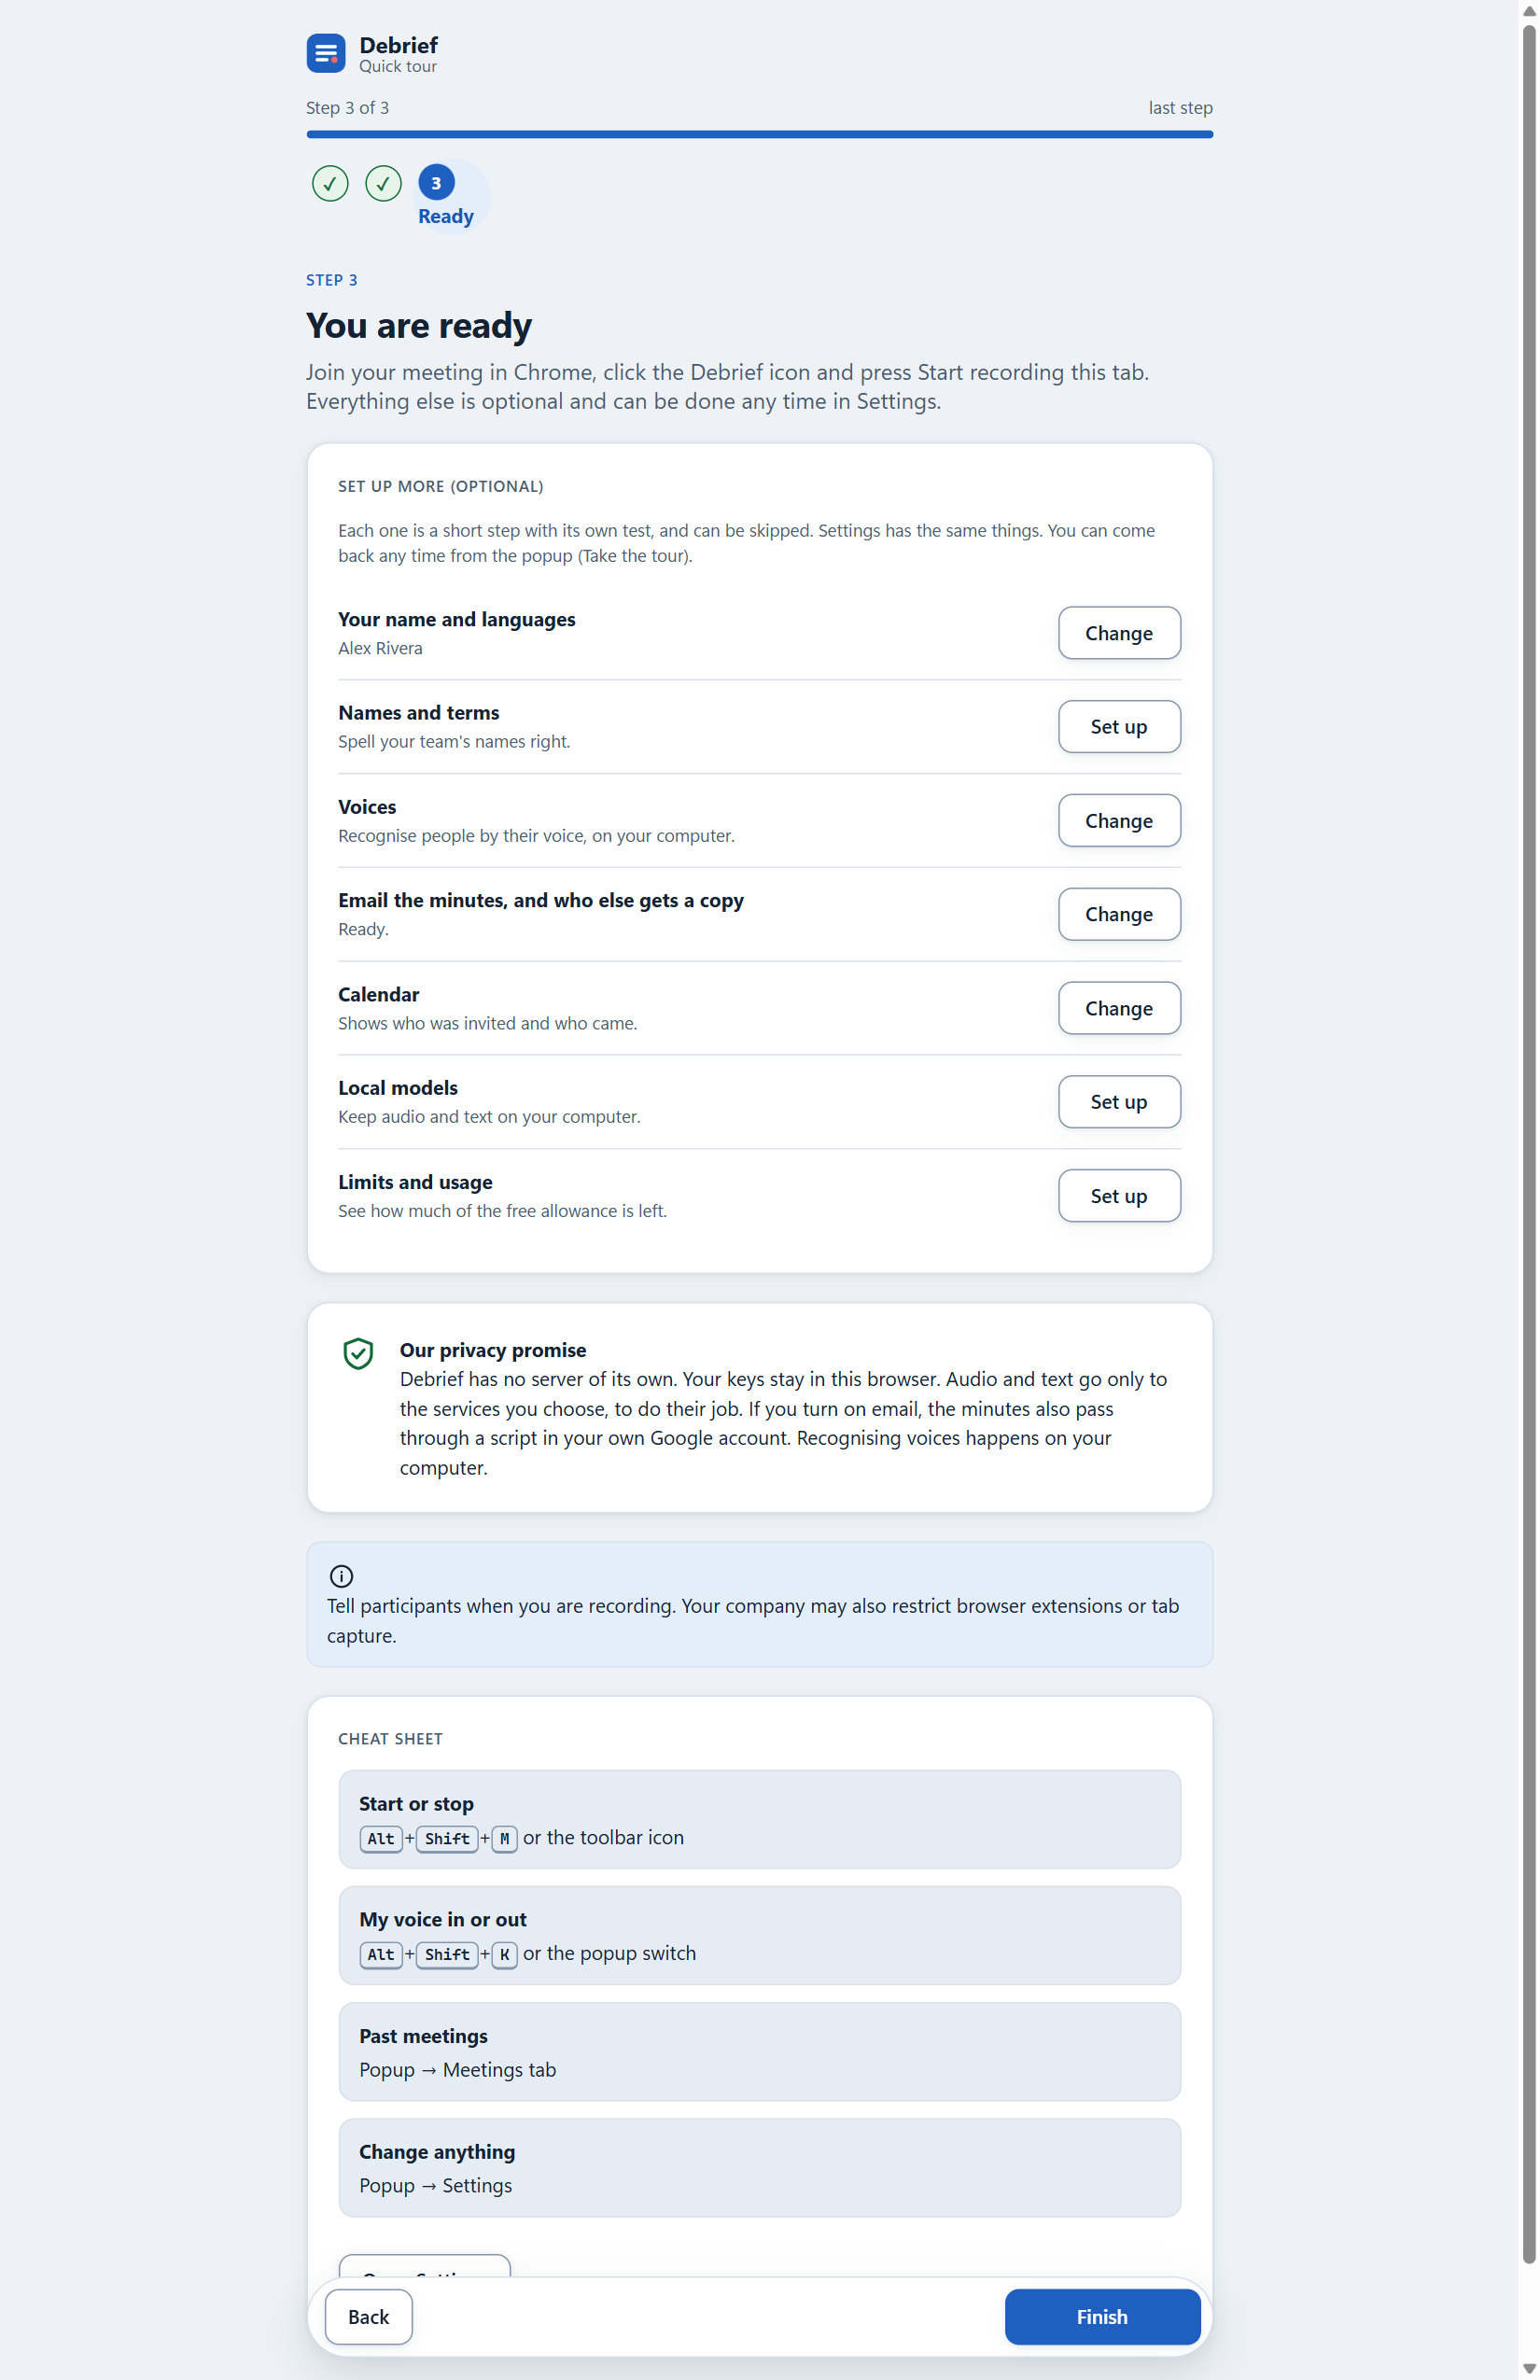 Debrief
Quick tour
Step 3 of 3
last step
3
Ready
STEP 3
You are ready
Join your meeting in Chrome, click the Debrief icon and press Start recording this tab.
Everything else is optional and can be done any time in Settings.
SET UP MORE (OPTIONAL)
Each one is a short step with its own test, and can be skipped. Settings has the same things. You can come
back any time from the popup (Take the tour).
Your name and languages
Alex Rivera
Change
Names and terms
Spell your team's names right.
Set up
Voices
Recognise people by their voice, on your computer.
Change
Email the minutes, and who else gets a copy
Ready.
Change
Calendar
Shows who was invited and who came.
Change
Local models
Keep audio and text on your computer.
Set up
Limits and usage
See how much of the free allowance is left.
Set up
Our privacy promise
Debrief has no server of its own. Your keys stay in this browser. Audio and text go only to
the services you choose, to do their job. If you turn on email, the minutes also pass
through a script in your own Google account. Recognising voices happens on your
computer.
Tell participants when you are recording. Your company may also restrict browser extensions or tab
capture.
CHEAT SHEET
Start or stop
Alt+Shift+M or the toolbar icon
My voice in or out
Alt+Shift+K or the popup switch
Past meetings
Popup → Meetings tab
Change anything
Popup → Settings
Back
Finish